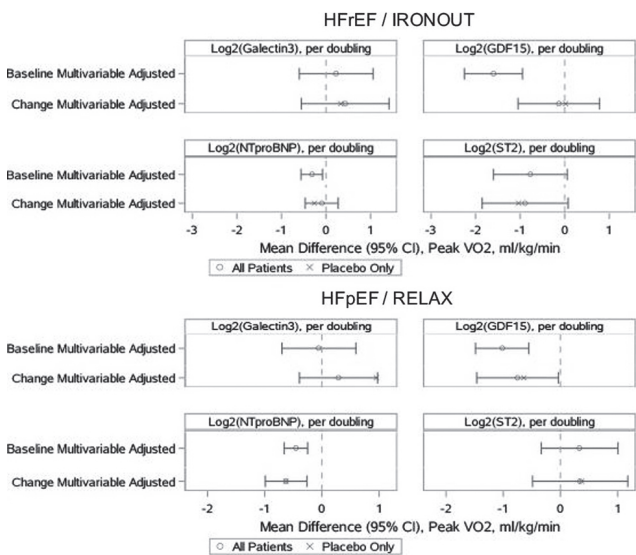 HFrEF / IRONOUT
Log2(Galectin3), per doubling Log2(GDF15), per doubling
Baseline Multivariable Adjusted
Change Multivariable Adjusted
Log2(NTproBNP), per doubling Log2(ST2), per doubling
Baseline Multivariable Adjusted
Change Multivariable Adjusted
-3 -2 -1 0 1 -3 -2 -1 0 1
Mean Difference (95% CI), Peak VO2, ml/kg/min
○ All Patients × Placebo Only
HFpEF / RELAX
Log2(Galectin3), per doubling Log2(GDF15), per doubling
Baseline Multivariable Adjusted
Change Multivariable Adjusted
Log2(NTproBNP), per doubling Log2(ST2), per doubling
Baseline Multivariable Adjusted
Change Multivariable Adjusted
-2 -1 0 1 -2 -1 0 1
Mean Difference (95% CI), Peak VO2, ml/kg/min
○ All Patients × Placebo Only